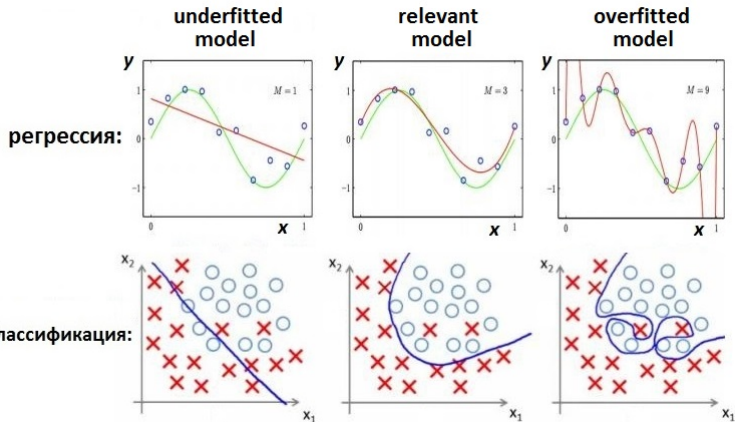 underfitted
model
relevant
model
overfitted
model
регрессия:
y
1
0
−1
M = 1
0
x
1
y
1
0
−1
M = 3
0
x
1
y
1
0
−1
M = 9
0
x
1
лассификация:
x₂
x₁
x₂
x₁
x₂
x₁